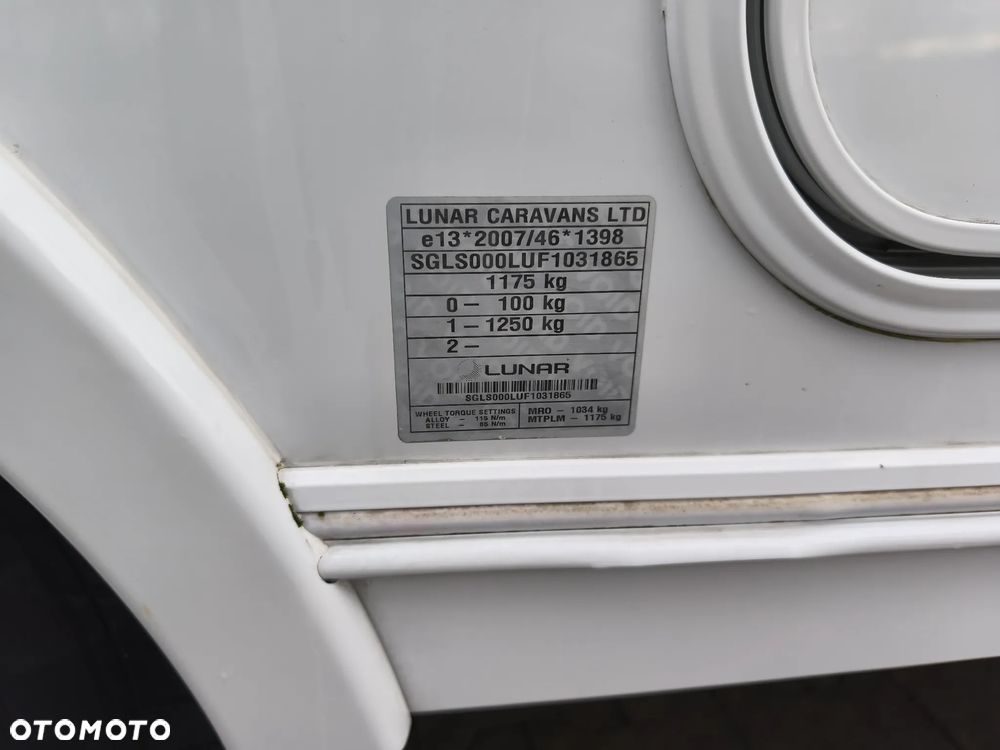 LUNAR CARAVANS LTD
e13*2007/46*1398
SGLS000LUF1031865
1175 kg
0 – 100 kg
1 – 1250 kg
2 –
LUNAR
SGLS000LUF1031865
WHEEL TORQUE SETTINGS
ALLOY – 115 N/m
STEEL – 85 N/m
MRO – 1034 kg
MTPLM – 1175 kg
OTOMOTO